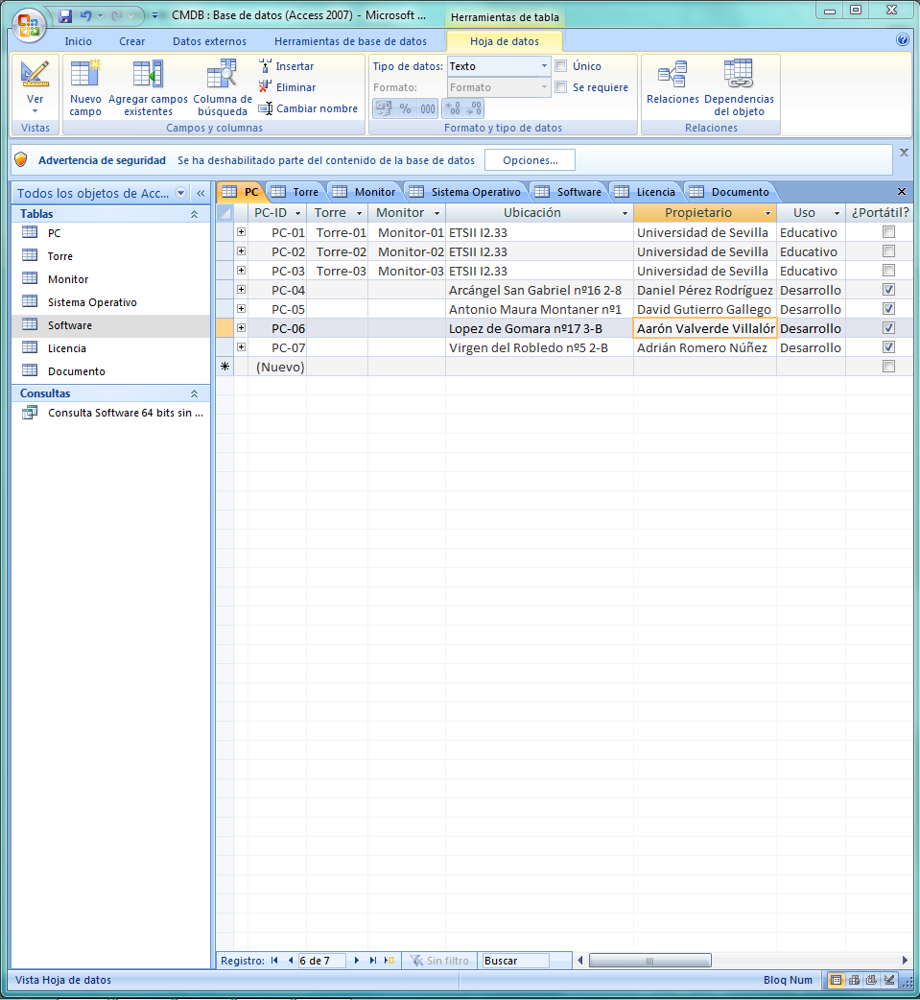 CMDB : Base de datos (Access 2007) - Microsoft ...
Herramientas de tabla
Inicio Crear Datos externos Herramientas de base de datos Hoja de datos
Ver
Vistas
Nuevo campo
Agregar campos existentes
Columna de búsqueda
Insertar
Eliminar
Cambiar nombre
Campos y columnas
Tipo de datos: Texto
Único
Formato: Formato
Se requiere
% 000
Formato y tipo de datos
Relaciones
Dependencias del objeto
Relaciones
Advertencia de seguridad Se ha deshabilitado parte del contenido de la base de datos Opciones...
Todos los objetos de Acc...
Tablas
PC
Torre
Monitor
Sistema Operativo
Software
Licencia
Documento
Consultas
Consulta Software 64 bits sin ...
PC Torre Monitor Sistema Operativo Software Licencia Documento
PC-ID Torre Monitor Ubicación Propietario Uso ¿Portátil?
PC-01 Torre-01 Monitor-01 ETSII I2.33 Universidad de Sevilla Educativo
PC-02 Torre-02 Monitor-02 ETSII I2.33 Universidad de Sevilla Educativo
PC-03 Torre-03 Monitor-03 ETSII I2.33 Universidad de Sevilla Educativo
PC-04 Arcángel San Gabriel nº16 2-8 Daniel Pérez Rodríguez Desarrollo
PC-05 Antonio Maura Montaner nº1 David Gutierro Gallego Desarrollo
PC-06 Lopez de Gomara nº17 3-B Aarón Valverde Villalór Desarrollo
PC-07 Virgen del Robledo nº5 2-B Adrián Romero Núñez Desarrollo
(Nuevo)
Registro: 6 de 7 Sin filtro Buscar
Vista Hoja de datos Bloq Num